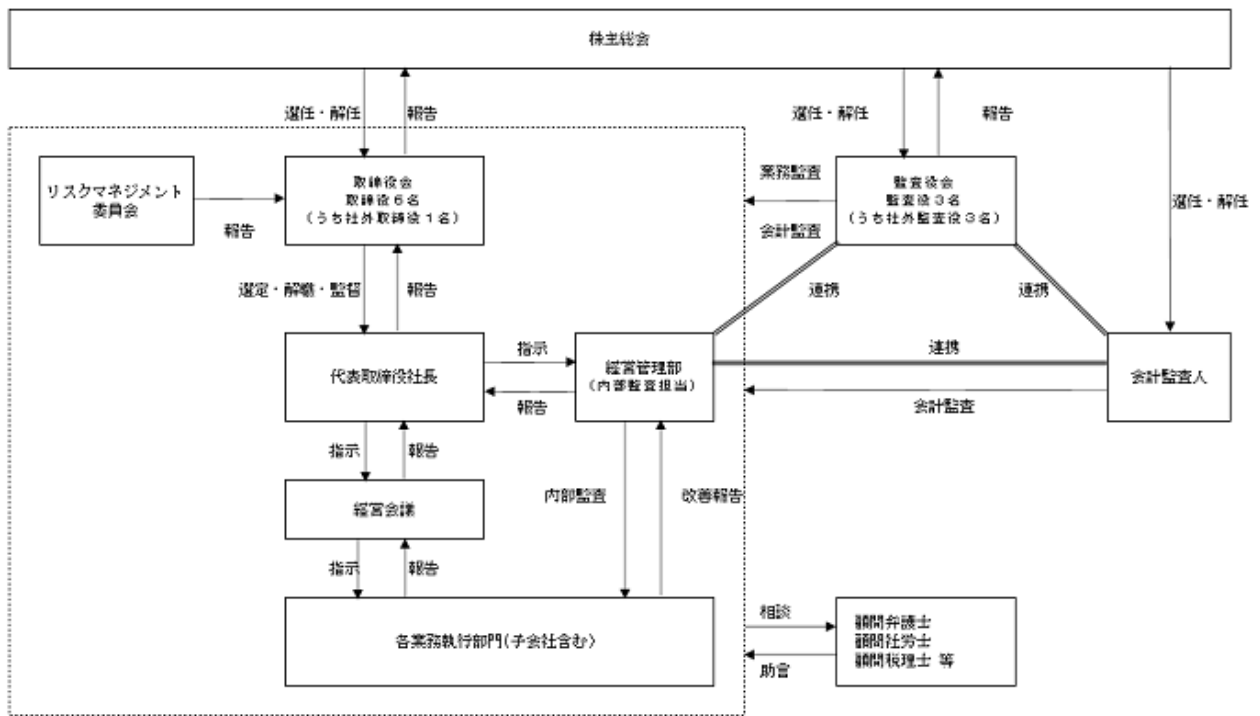 株主総会
選任・解任
報告
選任・解任
報告
選任・解任
リスクマネジメント
委員会
報告
取締役会
取締役6名
(うち社外取締役1名)
業務監査
会計監査
監査役会
監査役3名
(うち社外監査役3名)
選定・解職・監督
報告
連携
連携
代表取締役社長
指示
報告
経営管理部
(内部監査担当)
連携
会計監査
会計監査人
指示
報告
経営会議
内部監査
改善報告
指示
報告
各業務執行部門(子会社含む)
相談
助言
顧問弁護士
顧問社労士
顧問税理士 等